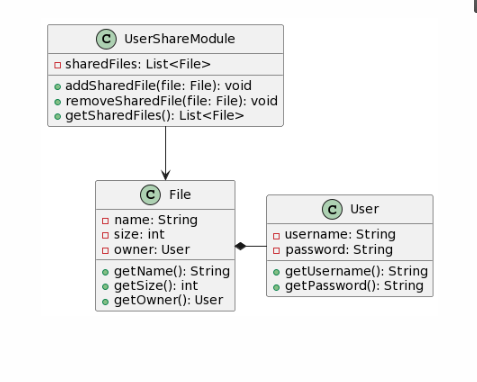 C UserShareModule
sharedFiles: List<File>
addSharedFile(file: File): void
removeSharedFile(file: File): void
getSharedFiles(): List<File>
C File
name: String
size: int
owner: User
getName(): String
getSize(): int
getOwner(): User
C User
username: String
password: String
getUsername(): String
getPassword(): String